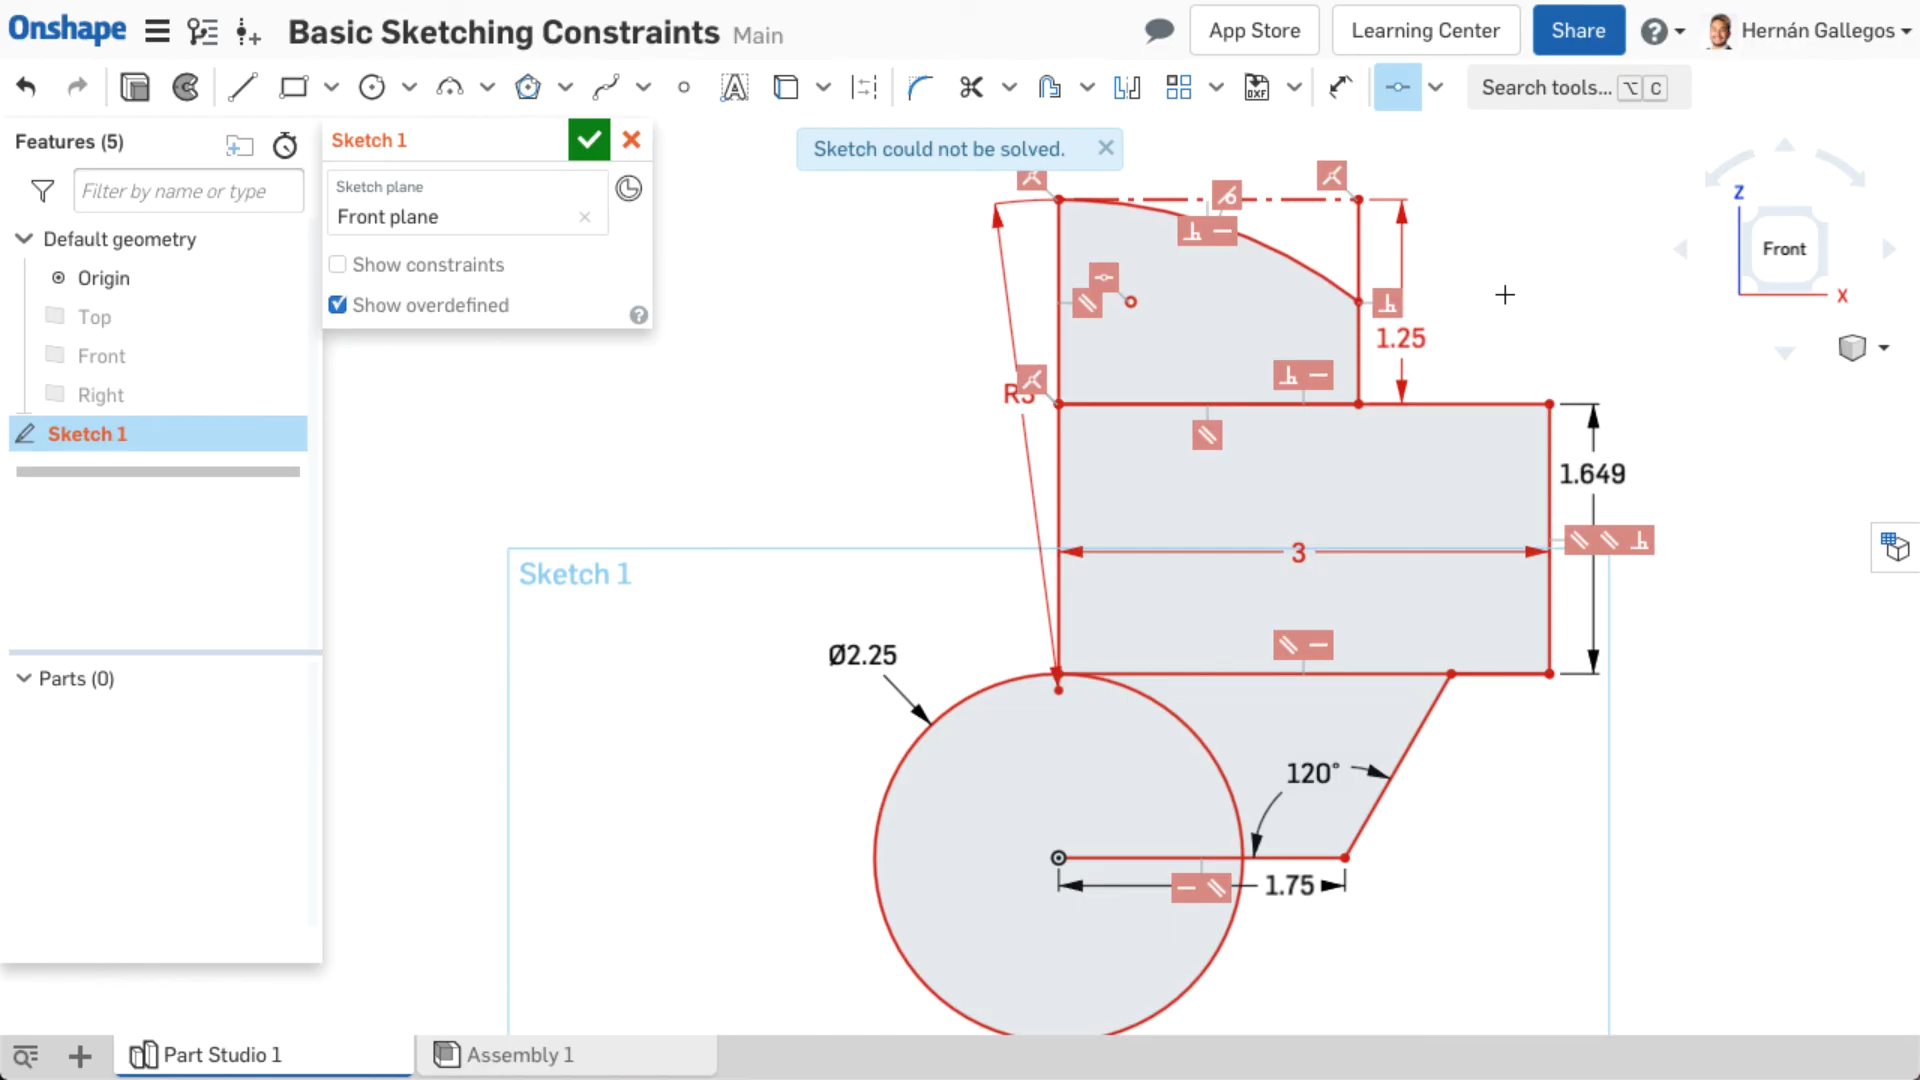 Onshape Basic Sketching Constraints Main App Store Learning Center Share Hernán Gallegos
Search tools... ⌥ C
Features (5)
Filter by name or type
Default geometry
Origin
Top
Front
Right
Sketch 1
Parts (0)
Sketch 1
Sketch plane
Front plane
Show constraints
Show overdefined
Sketch could not be solved.
Z
Front
X
1.25
R3
1.649
3
Sketch 1
Ø2.25
120°
1.75
Part Studio 1
Assembly 1